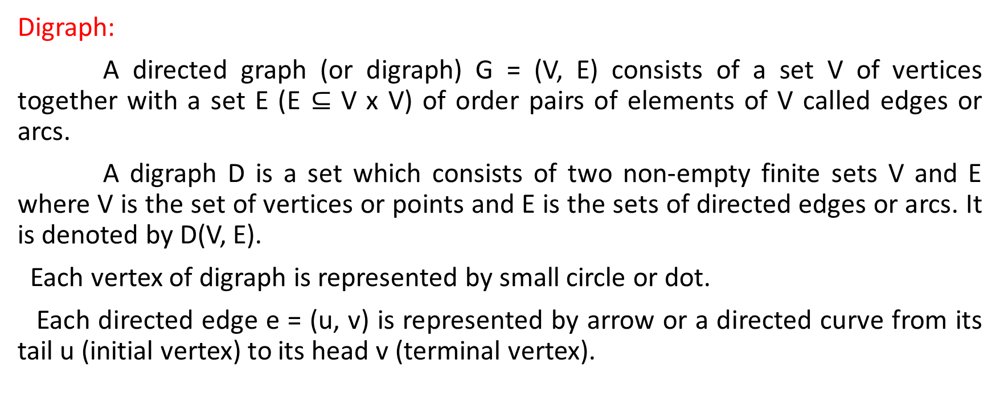 Digraph:
A directed graph (or digraph) G = (V, E) consists of a set V of vertices
together with a set E (E ⊆ V x V) of order pairs of elements of V called edges or
arcs.
A digraph D is a set which consists of two non-empty finite sets V and E
where V is the set of vertices or points and E is the sets of directed edges or arcs. It
is denoted by D(V, E).
Each vertex of digraph is represented by small circle or dot.
Each directed edge e = (u, v) is represented by arrow or a directed curve from its
tail u (initial vertex) to its head v (terminal vertex).